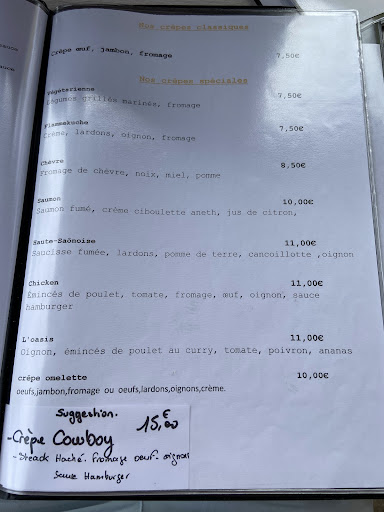 Nos crêpes classiques
Crêpe œuf, jambon, fromage 7,50€
Nos crêpes spéciales
Végétarienne
Légumes grillés marinés, fromage 7,50€
Flammekuche
Crème, lardons, oignon, fromage 7,50€
Chèvre
Fromage de chèvre, noix, miel, pomme 8,50€
Saumon 10,00€
Saumon fumé, crème ciboulette aneth, jus de citron,
Saute-Saônoise 11,00€
Saucisse fumée, lardons, pomme de terre, cancoillotte ,oignon
Chicken 11,00€
Émincés de poulet, tomate, fromage, œuf, oignon, sauce
hamburger
L'oasis 11,00€
Oignon, émincés de poulet au curry, tomate, poivron, ananas
crêpe omelette 10,00€
oeufs,jambon,fromage ou oeufs,lardons,oignons,crème.
Suggestion.
-Crêpe Cowboy 15,€00
-Steack Haché. fromage oeuf. oignon
Sauce Hamburger